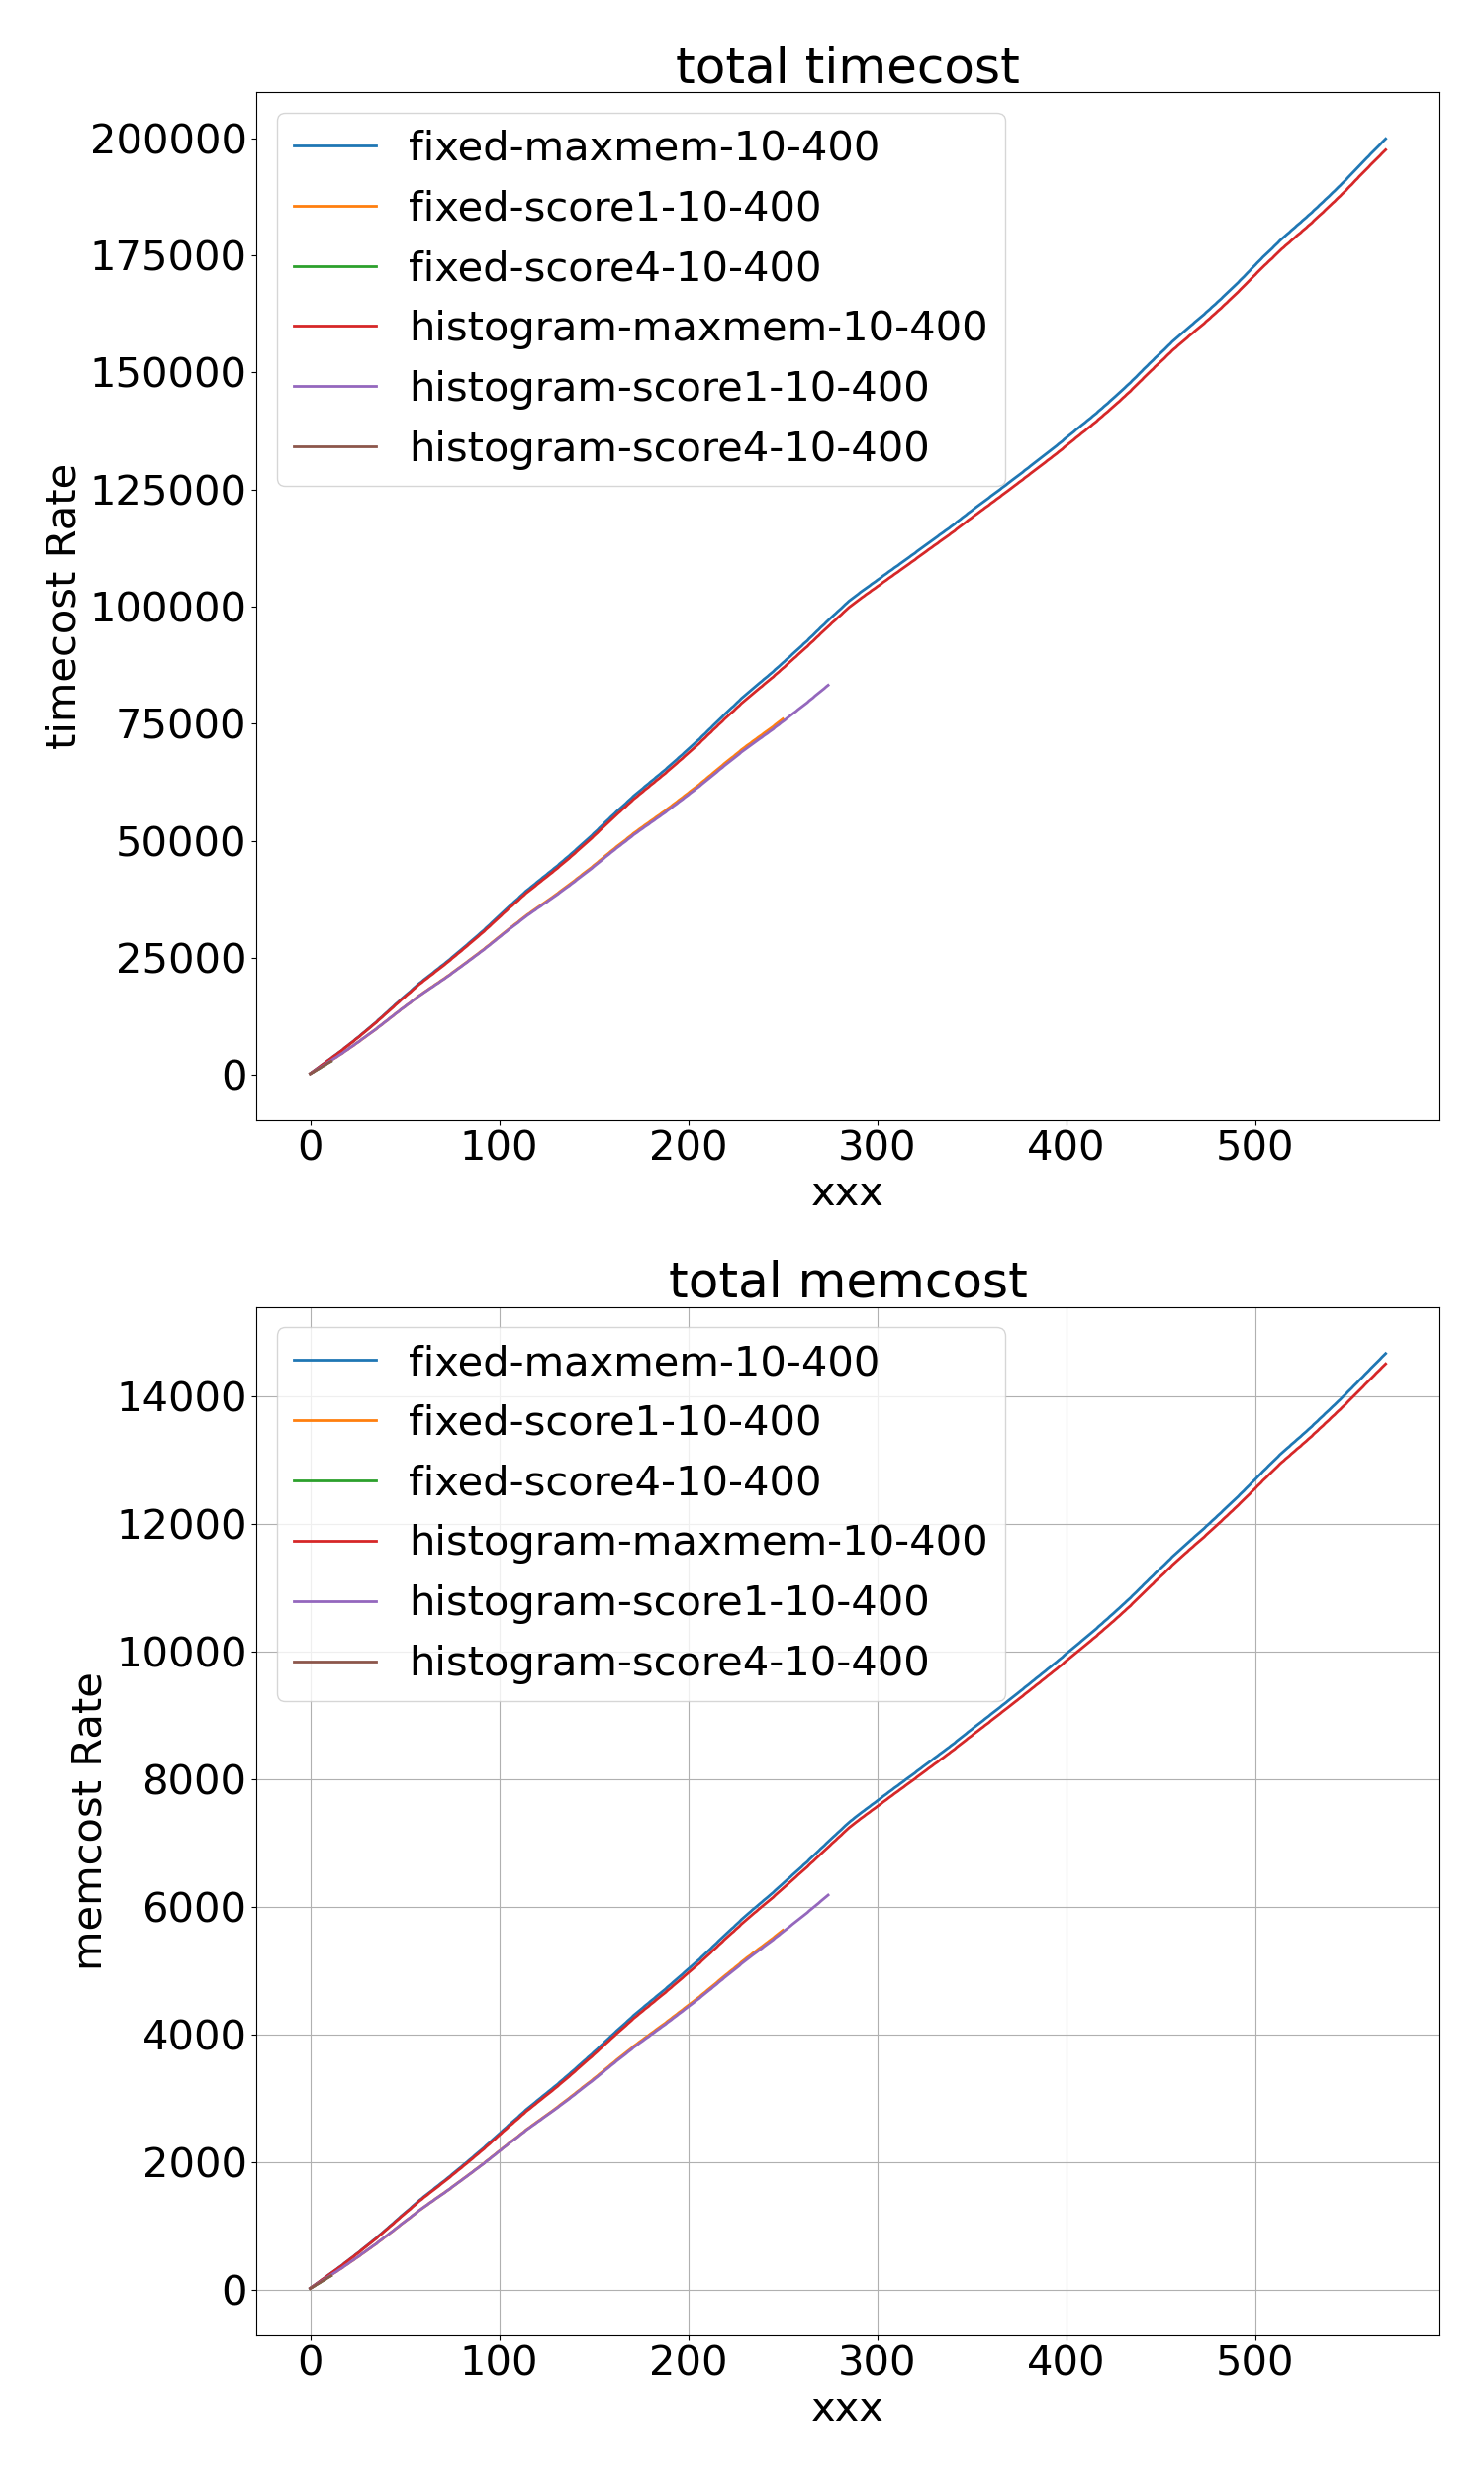 total timecost
200000
175000
150000
125000
100000
75000
50000
25000
0
timecost Rate
fixed-maxmem-10-400
fixed-score1-10-400
fixed-score4-10-400
histogram-maxmem-10-400
histogram-score1-10-400
histogram-score4-10-400
0 100 200 300 400 500
xxx
total memcost
14000
12000
10000
8000
6000
4000
2000
0
memcost Rate
fixed-maxmem-10-400
fixed-score1-10-400
fixed-score4-10-400
histogram-maxmem-10-400
histogram-score1-10-400
histogram-score4-10-400
0 100 200 300 400 500
xxx